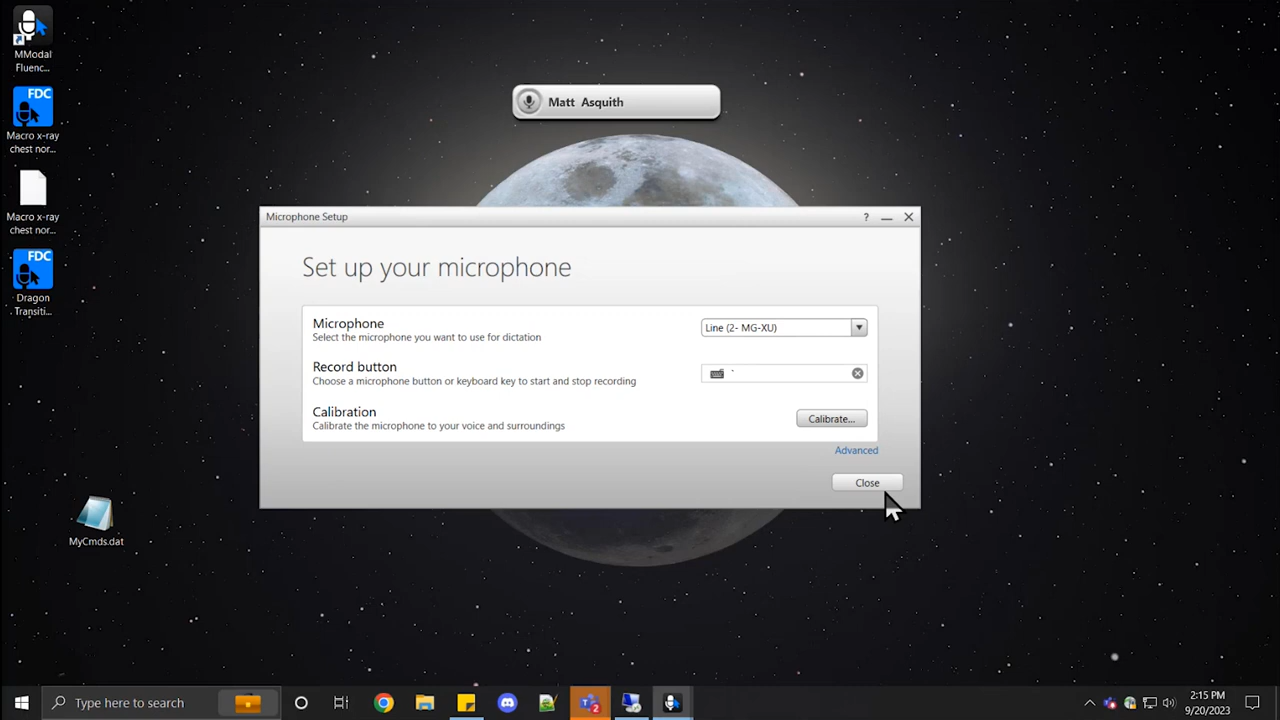 MModal
Fluenc...
FDC
Macro x-ray
chest nor...
Macro x-ray
chest nor...
FDC
Dragon
Transiti...
MyCmds.dat
Matt Asquith
Microphone Setup
?
Set up your microphone
Microphone
Select the microphone you want to use for dictation
Line (2- MG-XU)
Record button
Choose a microphone button or keyboard key to start and stop recording
`
Calibration
Calibrate the microphone to your voice and surroundings
Calibrate...
Advanced
Close
Type here to search
2
2:15 PM
9/20/2023